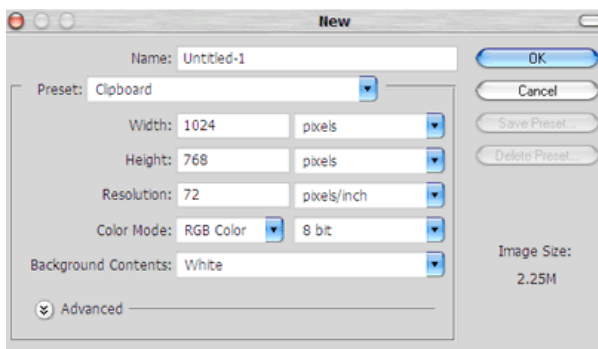 New
Name: Untitled-1
OK
Preset: Clipboard
Cancel
Width: 1024 pixels
Save Preset...
Height: 768 pixels
Delete Preset...
Resolution: 72 pixels/inch
Color Mode: RGB Color 8 bit
Image Size:
Background Contents: White
2.25M
Advanced